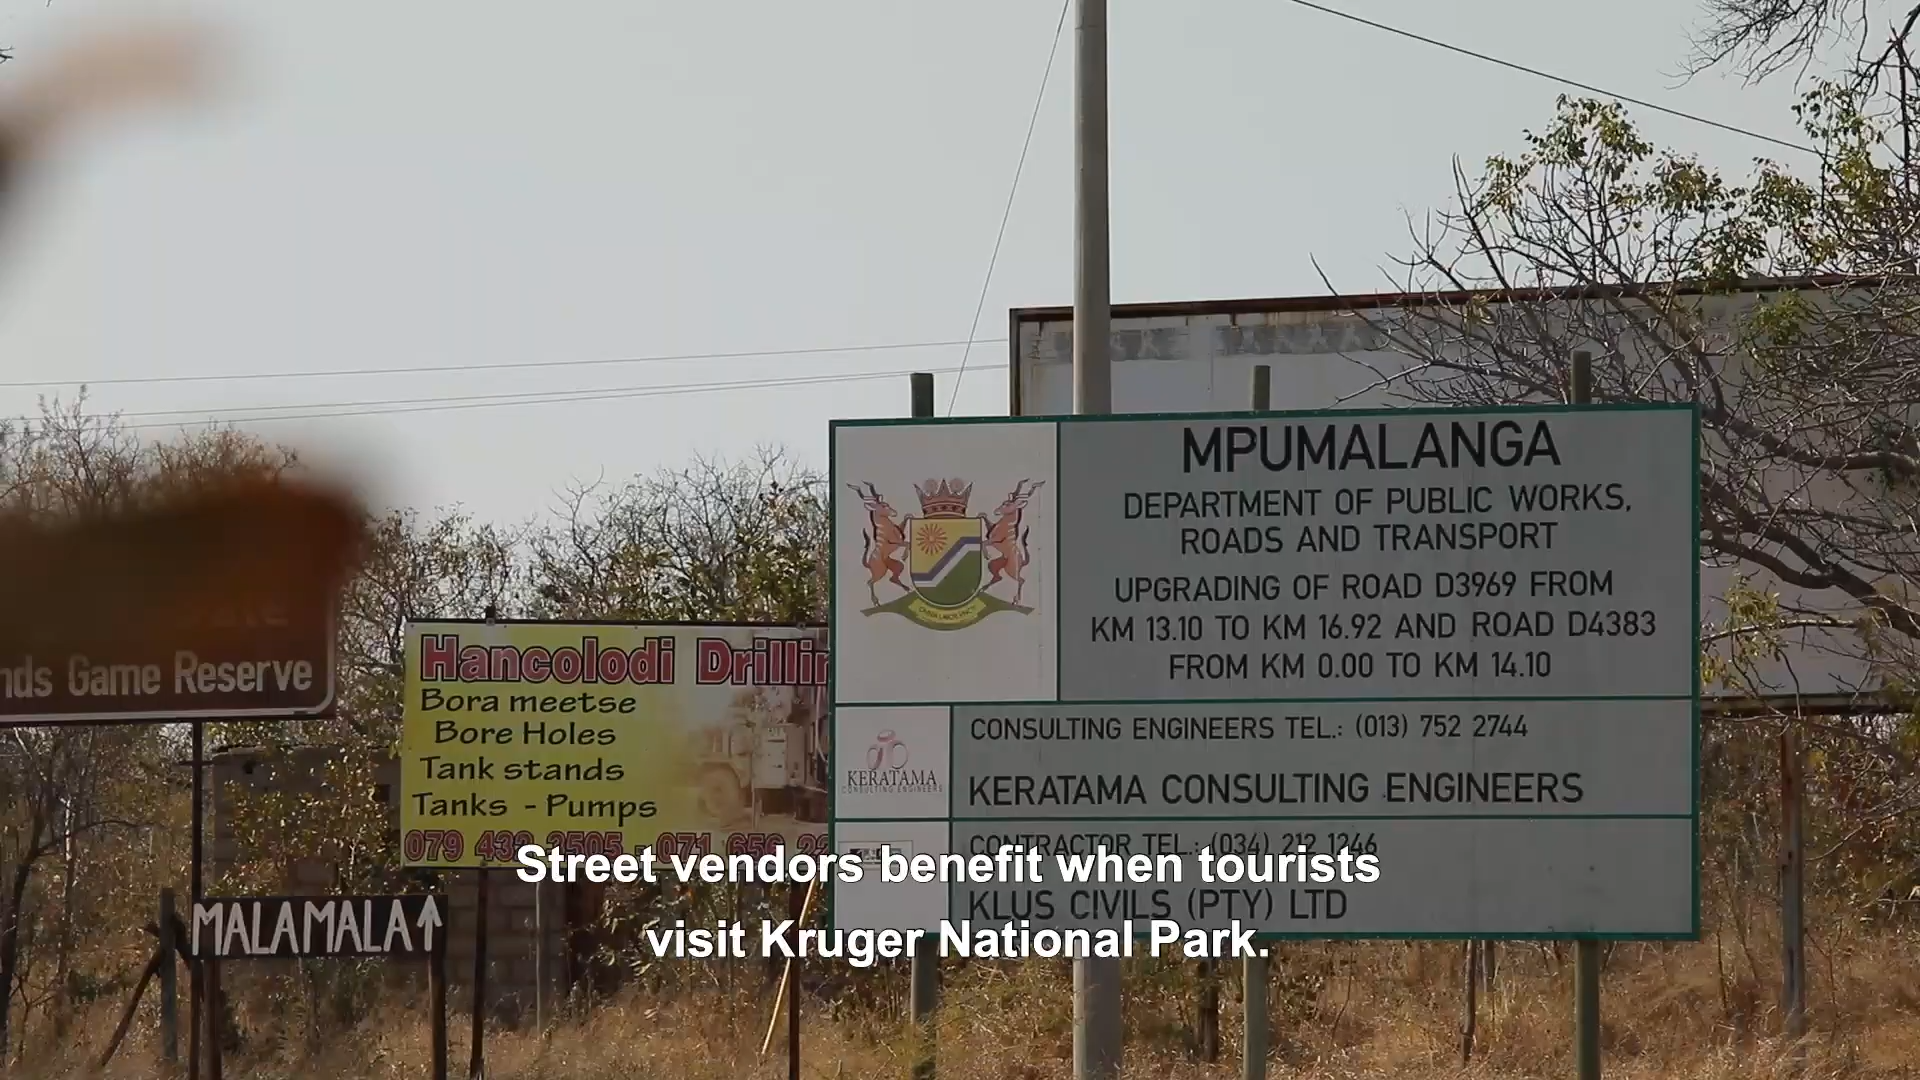 MPUMALANGA
DEPARTMENT OF PUBLIC WORKS,
ROADS AND TRANSPORT
UPGRADING OF ROAD D3969 FROM
KM 13.10 TO KM 16.92 AND ROAD D4383
FROM KM 0.00 TO KM 14.10
CONSULTING ENGINEERS TEL.: (013) 752 2744
KERATAMA
CONSULTING ENGINEERS
KERATAMA CONSULTING ENGINEERS
CONTRACTOR TEL.: (034) 212 1246
KLUS CIVILS (PTY) LTD
Hancolodi Drillin
Bora meetse
Bore Holes
Tank stands
Tanks - Pumps
079 43
nds Game Reserve
MALAMALA↑
Street vendors benefit when tourists
visit Kruger National Park.